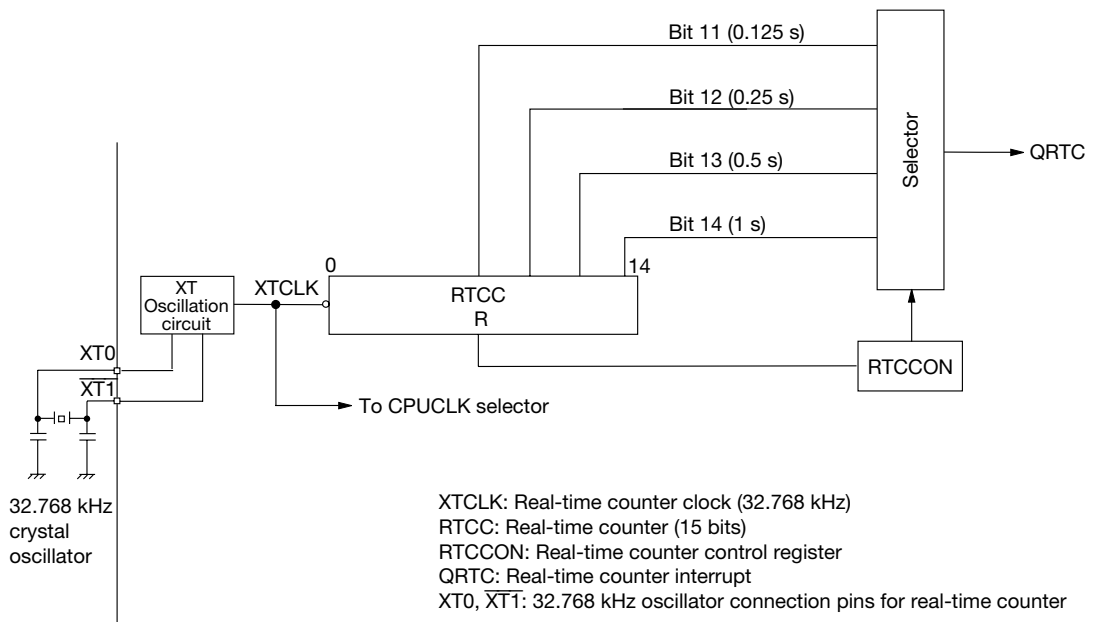 Bit 11 (0.125 s)
Bit 12 (0.25 s)
Bit 13 (0.5 s)
Bit 14 (1 s)
Selector
QRTC
0
14
XT
Oscillation
circuit
XTCLK
RTCC
R
RTCCON
XT0
X̅T̅1̅
To CPUCLK selector
32.768 kHz
crystal
oscillator
XTCLK: Real-time counter clock (32.768 kHz)
RTCC: Real-time counter (15 bits)
RTCCON: Real-time counter control register
QRTC: Real-time counter interrupt
XT0, X̅T̅1̅: 32.768 kHz oscillator connection pins for real-time counter